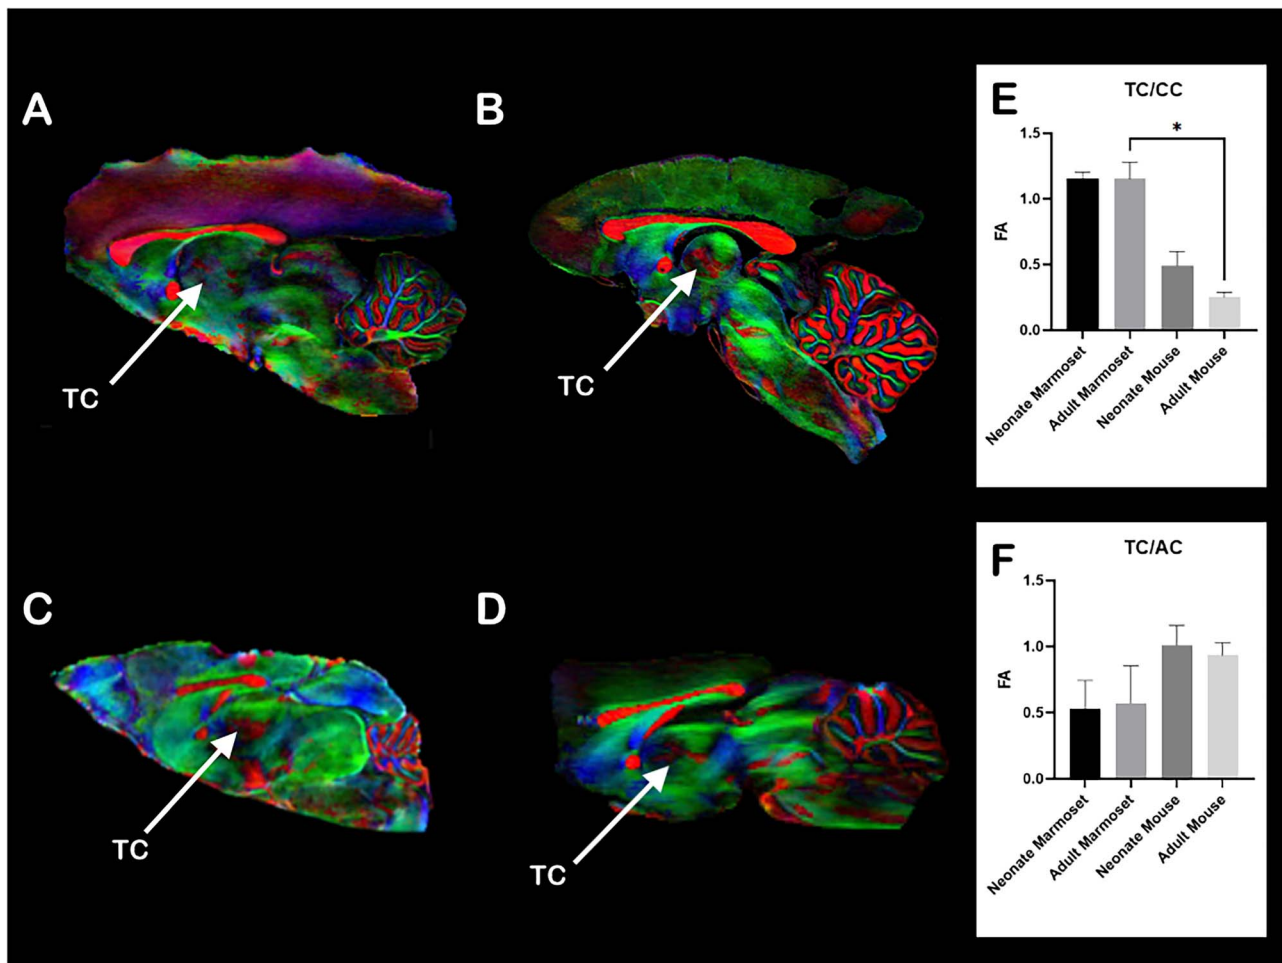 A
TC
B
TC
C
TC
D
TC
E
TC/CC
*
FA
1.5
1.0
0.5
0.0
Neonate Marmoset
Adult Marmoset
Neonate Mouse
Adult Mouse
F
TC/AC
FA
1.5
1.0
0.5
0.0
Neonate Marmoset
Adult Marmoset
Neonate Mouse
Adult Mouse